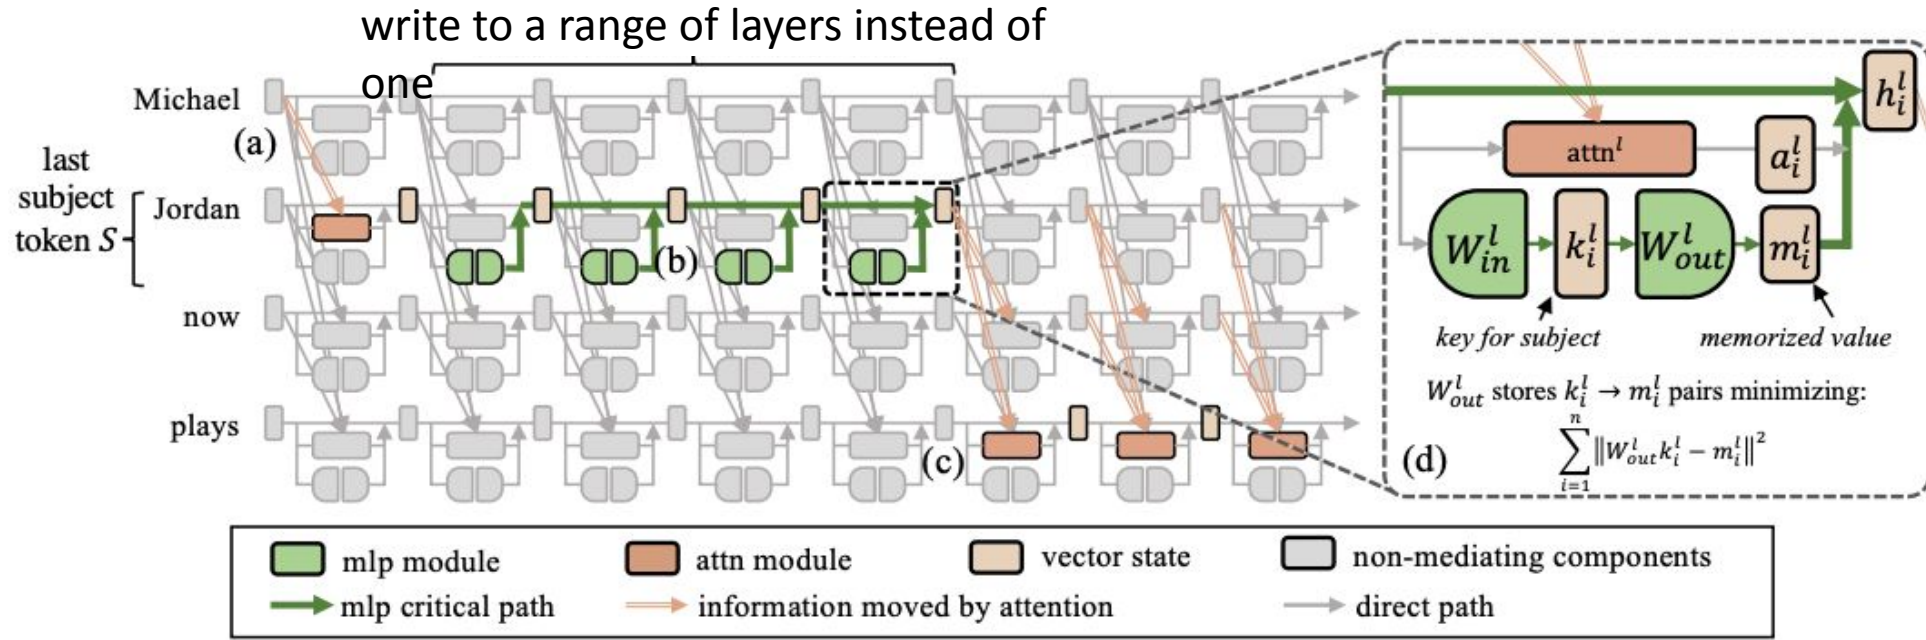 write to a range of layers instead of
one
Michael
(a)
last
subject
token S
Jordan
(b)
now
plays
(c)
h_i^l
attn^l
a_i^l
W_in^l
k_i^l
W_out^l
m_i^l
key for subject
memorized value
W_out^l stores k_i^l → m_i^l pairs minimizing:
(d)
∑_{i=1}^{n} ‖W_out^l k_i^l − m_i^l‖^2
mlp module
attn module
vector state
non-mediating components
mlp critical path
information moved by attention
direct path